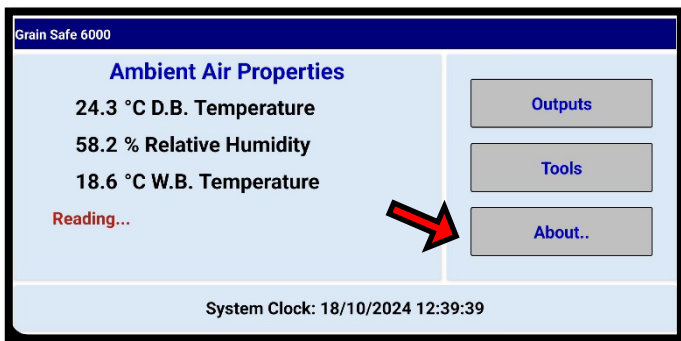 Grain Safe 6000
Ambient Air Properties
24.3 °C D.B. Temperature
58.2 % Relative Humidity
18.6 °C W.B. Temperature
Reading...
Outputs
Tools
About..
System Clock: 18/10/2024 12:39:39